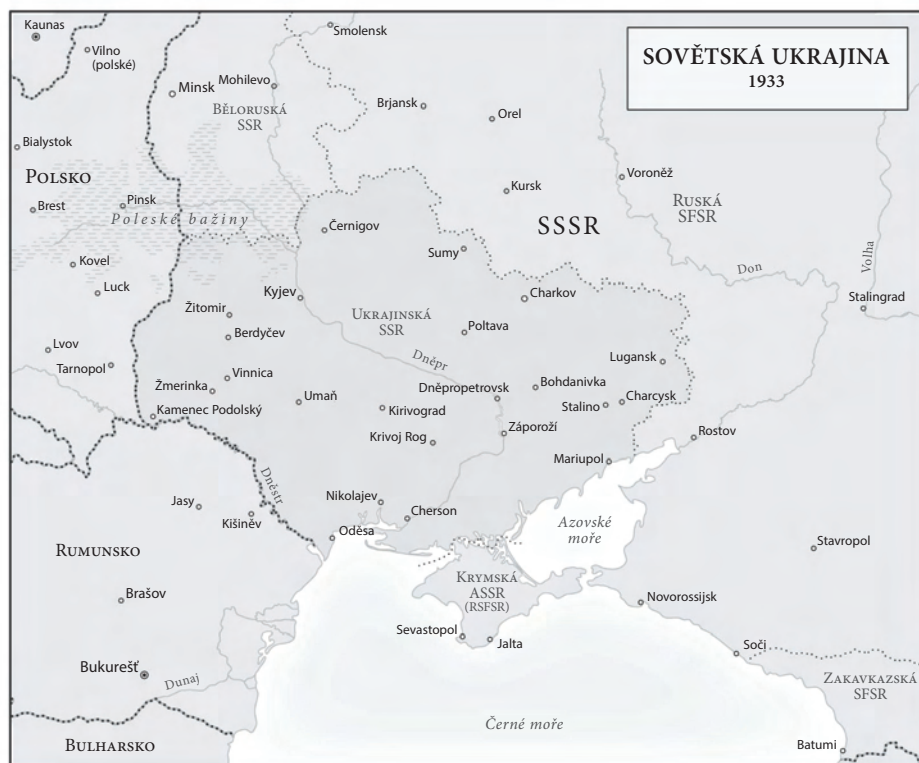 SOVĚTSKÁ UKRAJINA
1933
Kaunas
Vilno
(polské)
Smolensk
Minsk
Mohilevo
Běloruská
SSR
Brjansk
Orel
Bialystok
Polsko
Brest
Pinsk
Poleské bažiny
Kursk
Voroněž
Ruská
SFSR
SSSR
Černigov
Sumy
Don
Volha
Kovel
Luck
Kyjev
Charkov
Stalingrad
Žitomir
Ukrajinská
SSR
Berdyčev
Poltava
Lvov
Tarnopol
Dněpr
Lugansk
Žmerinka
Vinnica
Umaň
Dněpropetrovsk
Bohdanivka
Kamenec Podolský
Kirivograd
Stalino
Charcysk
Krivoj Rog
Záporoží
Rostov
Mariupol
Dněstr
Jasy
Kišiněv
Nikolajev
Cherson
Oděsa
Azovské
moře
Stavropol
Rumunsko
Krymská
ASSR
(RSFSR)
Brašov
Novorossijsk
Sevastopol
Jalta
Soči
Bukurešť
Dunaj
Zakavkazská
SFSR
Černé moře
Bulharsko
Batumi